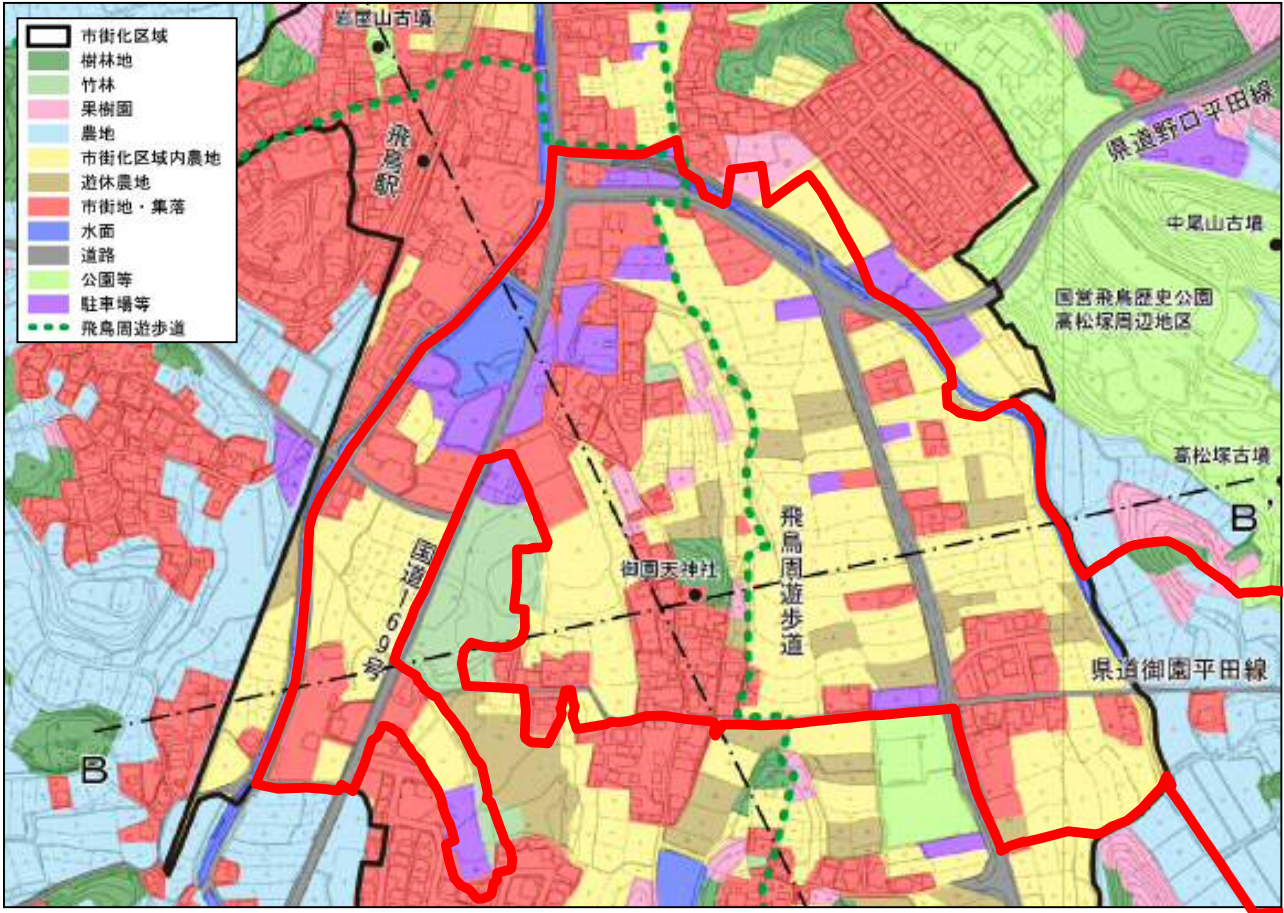 市街化区域
樹林地
竹林
果樹園
農地
市街化区域内農地
遊休農地
市街地・集落
水面
道路
公園等
駐車場等
飛鳥周遊歩道
岩屋山古墳
飛鳥駅
県道野口平田線
中尾山古墳
国営飛鳥歴史公園
高松塚周辺地区
高松塚古墳
B'
飛鳥周遊歩道
御園天神社
国道169号
県道御園平田線
B